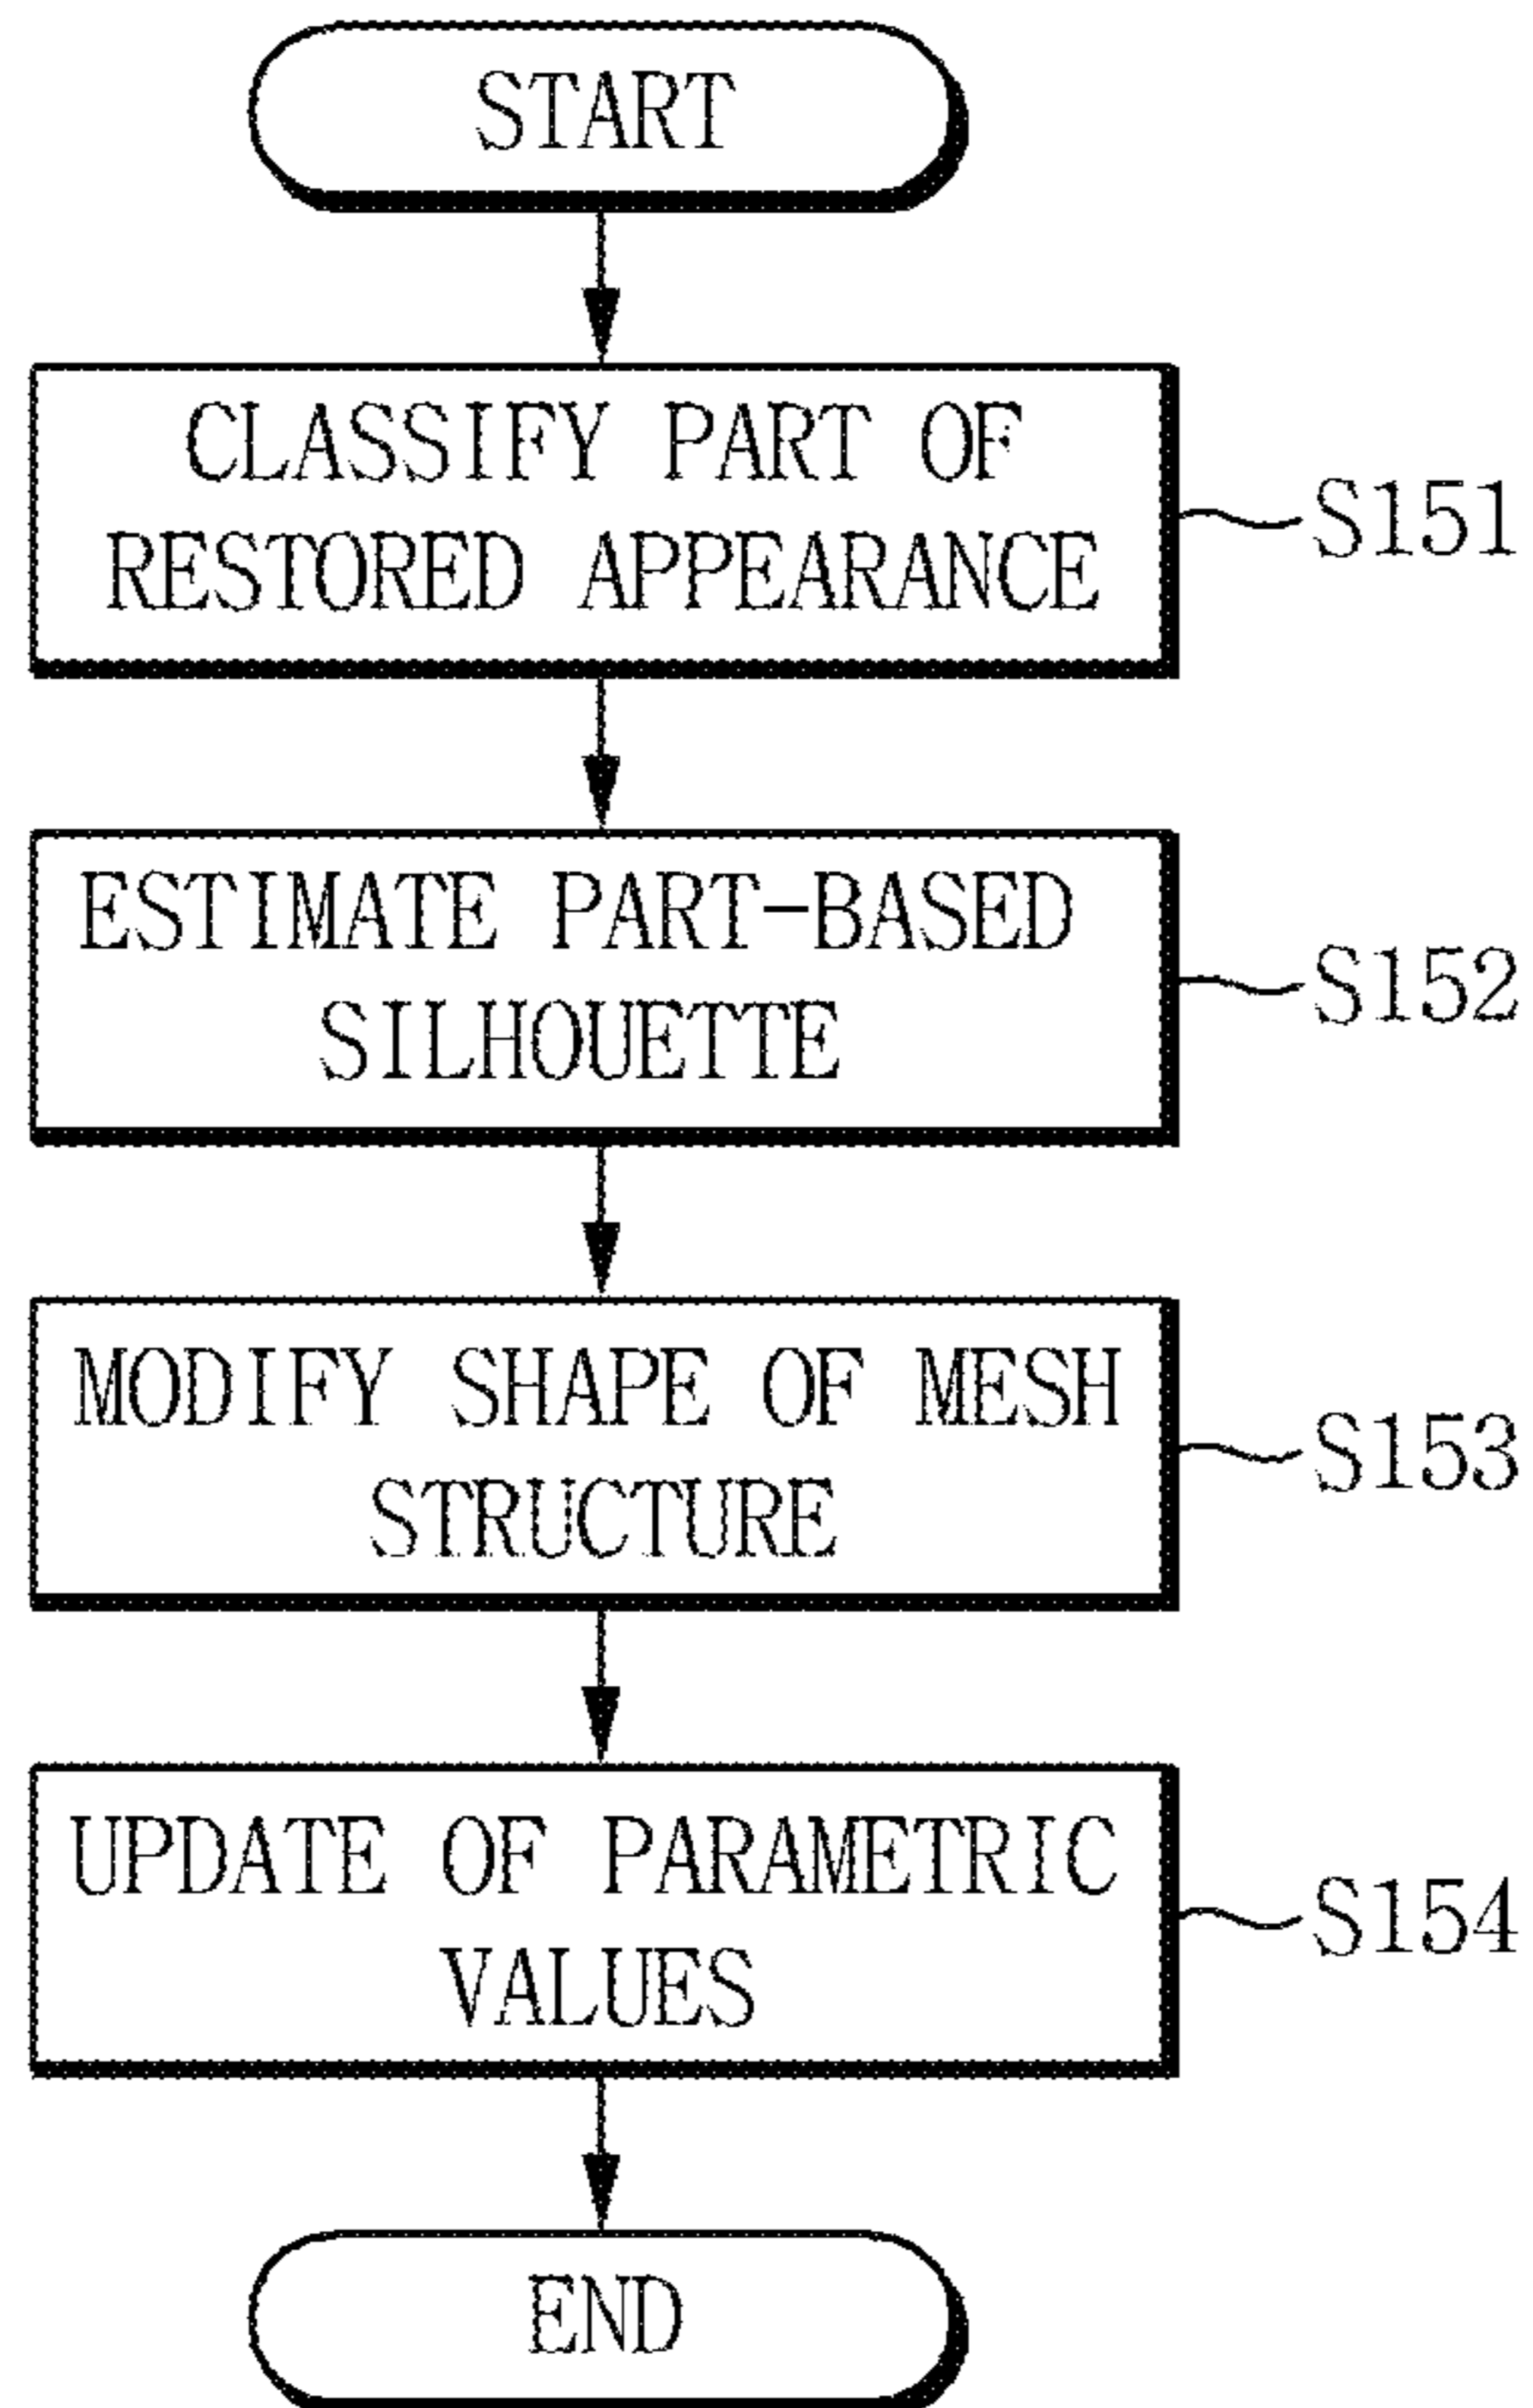 START
CLASSIFY PART OF
RESTORED APPEARANCE
S151
ESTIMATE PART-BASED
SILHOUETTE
S152
MODIFY SHAPE OF MESH
STRUCTURE
S153
UPDATE OF PARAMETRIC
VALUES
S154
END